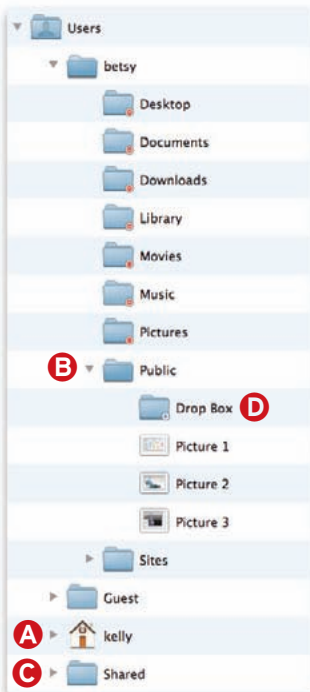 Users
betsy
Desktop
Documents
Downloads
Library
Movies
Music
Pictures
B Public
Drop Box D
Picture 1
Picture 2
Picture 3
Sites
Guest
A kelly
C Shared